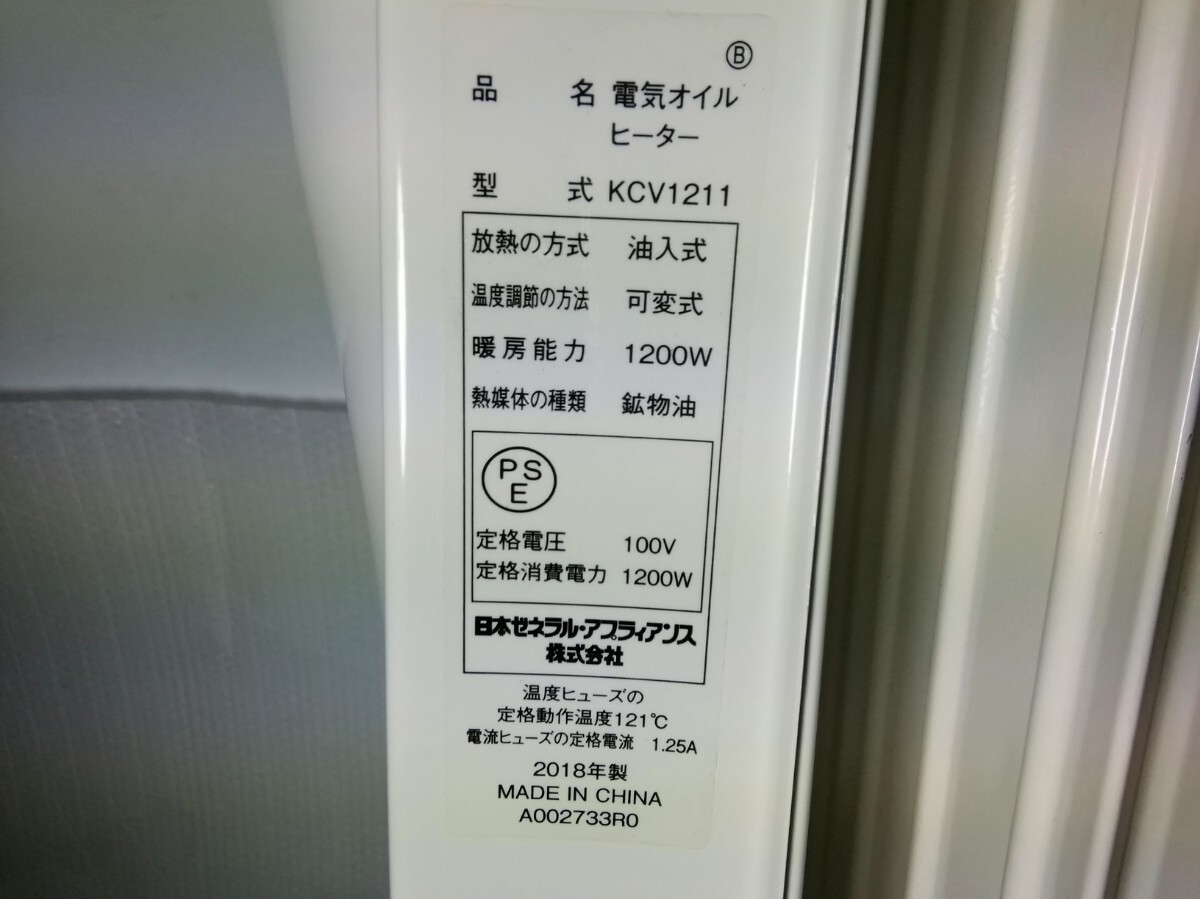 Ⓑ
品 名 電気オイル
ヒーター
型 式 KCV1211
放熱の方式 油入式
温度調節の方法 可変式
暖房能力 1200W
熱媒体の種類 鉱物油
PS
E
定格電圧 100V
定格消費電力 1200W
日本ゼネラル・アプライアンス
株式会社
温度ヒューズの
定格動作温度121℃
電流ヒューズの定格電流 1.25A
2018年製
MADE IN CHINA
A002733R0